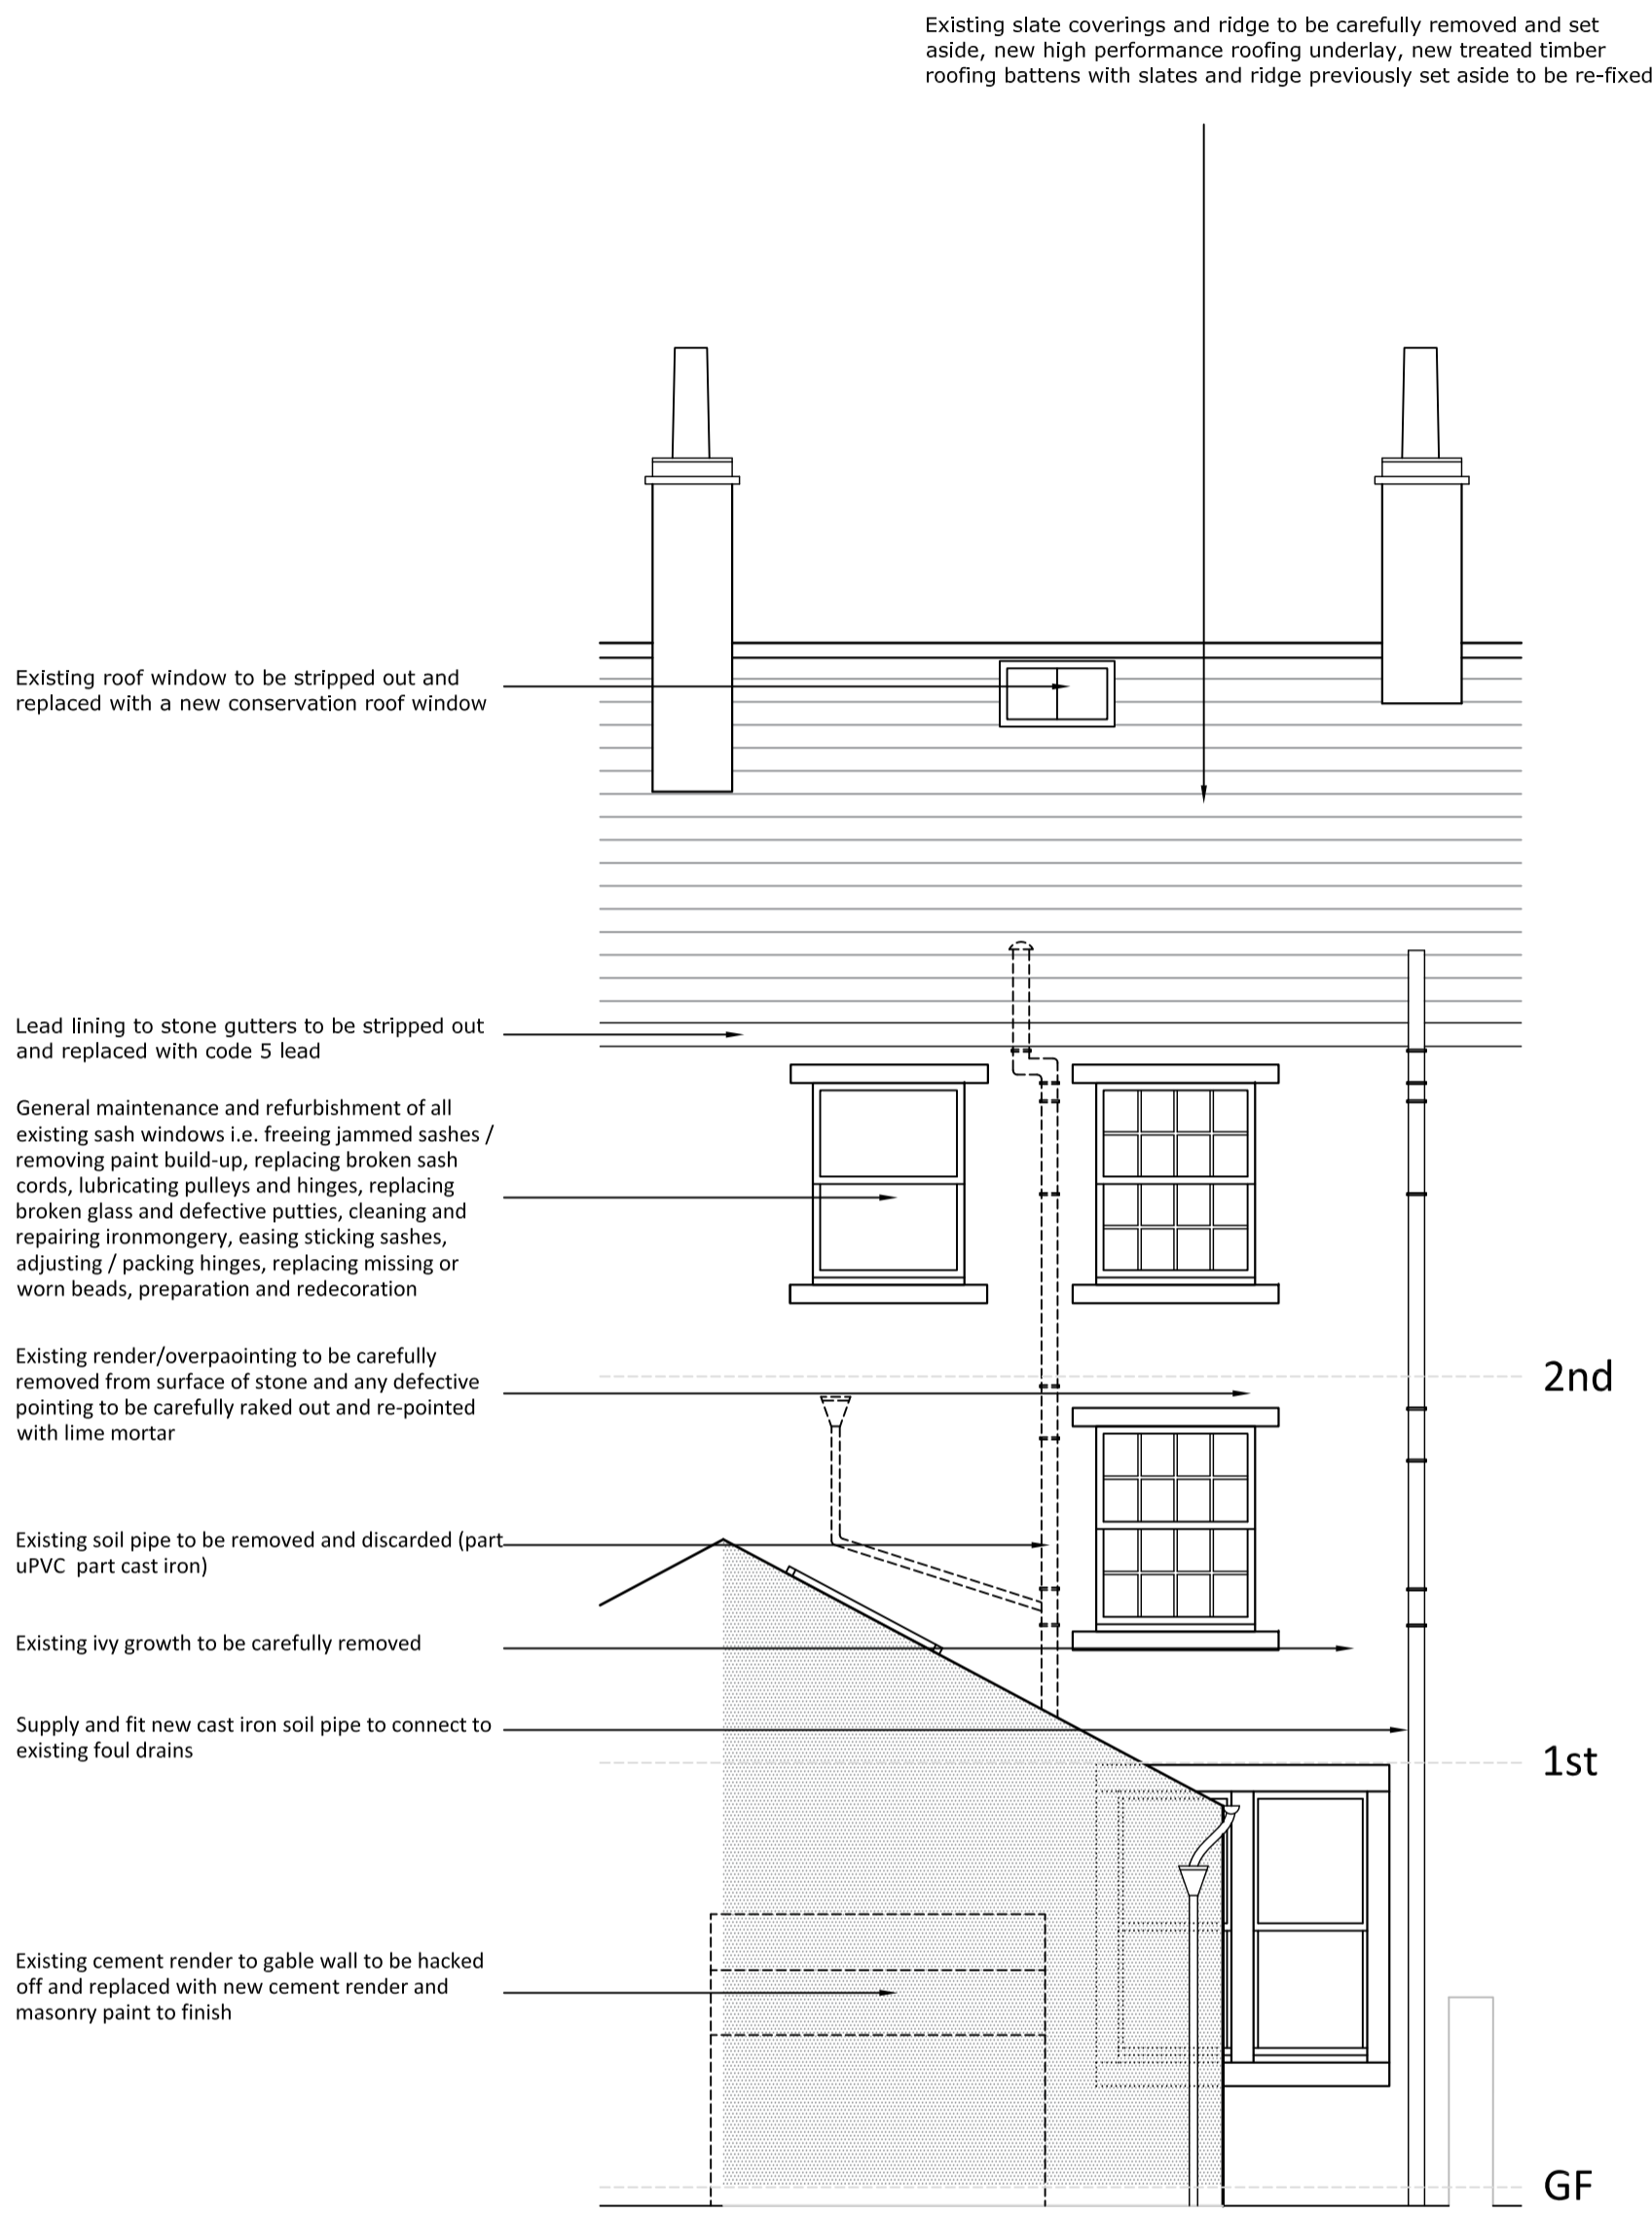 Existing slate coverings and ridge to be carefully removed and set
aside, new high performance roofing underlay, new treated timber
roofing battens with slates and ridge previously set aside to be re-fixed
Existing roof window to be stripped out and
replaced with a new conservation roof window
Lead lining to stone gutters to be stripped out
and replaced with code 5 lead
General maintenance and refurbishment of all
existing sash windows i.e. freeing jammed sashes /
removing paint build-up, replacing broken sash
cords, lubricating pulleys and hinges, replacing
broken glass and defective putties, cleaning and
repairing ironmongery, easing sticking sashes,
adjusting / packing hinges, replacing missing or
worn beads, preparation and redecoration
Existing render/overpaointing to be carefully
removed from surface of stone and any defective
pointing to be carefully raked out and re-pointed
with lime mortar
2nd
Existing soil pipe to be removed and discarded (part
uPVC part cast iron)
Existing ivy growth to be carefully removed
Supply and fit new cast iron soil pipe to connect to
existing foul drains
1st
Existing cement render to gable wall to be hacked
off and replaced with new cement render and
masonry paint to finish
GF